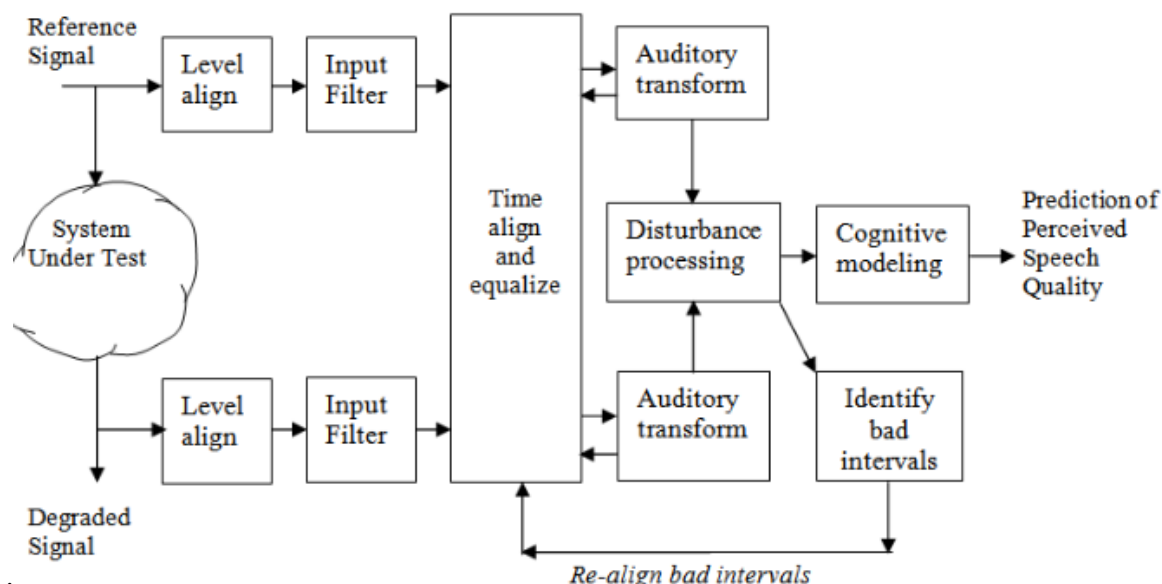 Reference
Signal
Level
align
Input
Filter
Auditory
transform
System
Under Test
Time
align
and
equalize
Disturbance
processing
Cognitive
modeling
Prediction of
Perceived
Speech
Quality
Level
align
Input
Filter
Auditory
transform
Identify
bad
intervals
Degraded
Signal
Re-align bad intervals